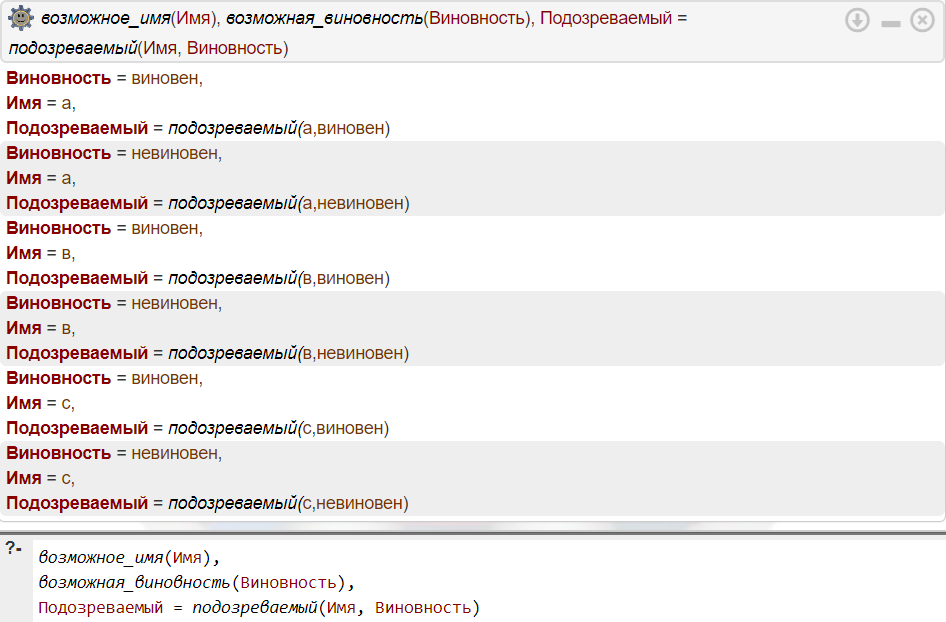 возможное_имя(Имя), возможная_виновность(Виновность), Подозреваемый =
подозреваемый(Имя, Виновность)
Виновность = виновен,
Имя = а,
Подозреваемый = подозреваемый(а,виновен)
Виновность = невиновен,
Имя = а,
Подозреваемый = подозреваемый(а,невиновен)
Виновность = виновен,
Имя = в,
Подозреваемый = подозреваемый(в,виновен)
Виновность = невиновен,
Имя = в,
Подозреваемый = подозреваемый(в,невиновен)
Виновность = виновен,
Имя = с,
Подозреваемый = подозреваемый(с,виновен)
Виновность = невиновен,
Имя = с,
Подозреваемый = подозреваемый(с,невиновен)
?- возможное_имя(Имя),
возможная_виновность(Виновность),
Подозреваемый = подозреваемый(Имя, Виновность)